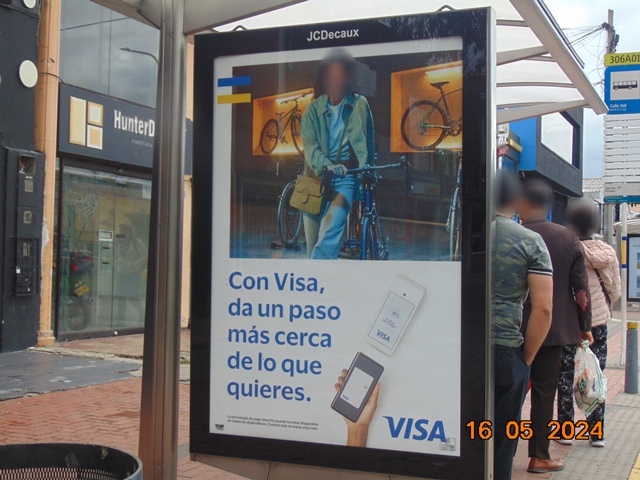 JCDecaux
HunterD
306A01
Calle 148
Con Visa,
da un paso
más cerca
de lo que
quieres.
VISA
VISA
16 05 2024